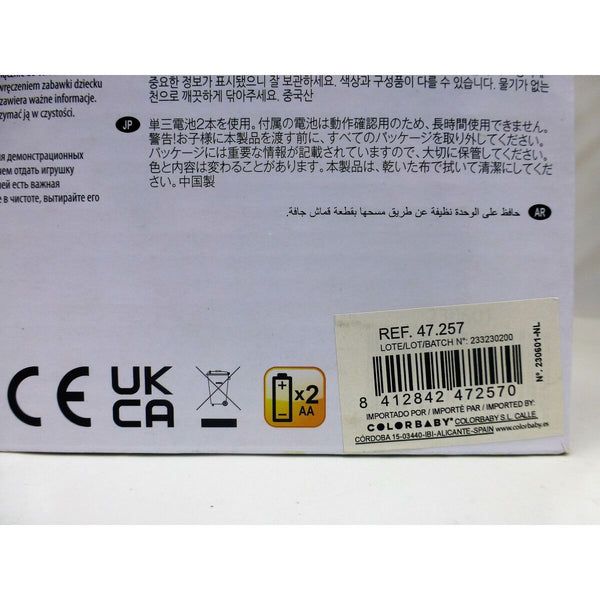 wręczeniem zabawki dziecku
zawiera ważne informacje.
zymać ją w czystości.
демонстрационных
чем отдать игрушку
ней есть важная
е в чистоте, вытирайте его
중요한 정보가 표시됐으니 잘 보관하세요. 색상과 구성품이 다를 수 있습니다. 물기가 없는
천으로 깨끗하게 닦아주세요. 중국산
JP 単三電池2本を使用。付属の電池は動作確認用のため、長時間使用できません。
警告!お子様に本製品を渡す前に、すべてのパッケージを取り外してください。
パッケージには重要な情報が記載されていますので、大切に保管してください。
色と内容は変わることがあります。本製品は、乾いた布で拭いて清潔にしてくだ
さい。中国製
حافظ على الوحدة نظيفة عن طريق مسحها بقطعة قماش جافة. AR
CE UK CA
x2 AA
REF. 47.257
LOTE/LOT/BATCH Nº: 233230200
8 412842 472570
Nº. 230601-NL
IMPORTADO POR / IMPORTÉ PAR / IMPORTED BY:
COLORBABY® COLORBABY S.L. CALLE
CÓRDOBA 15-03440-IBI-ALICANTE-SPAIN www.colorbaby.es